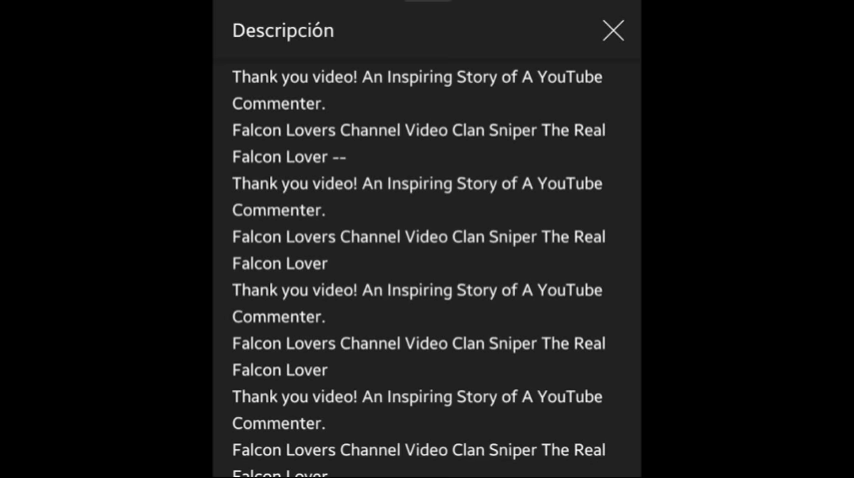 Descripción
Thank you video! An Inspiring Story of A YouTube
Commenter.
Falcon Lovers Channel Video Clan Sniper The Real
Falcon Lover --
Thank you video! An Inspiring Story of A YouTube
Commenter.
Falcon Lovers Channel Video Clan Sniper The Real
Falcon Lover
Thank you video! An Inspiring Story of A YouTube
Commenter.
Falcon Lovers Channel Video Clan Sniper The Real
Falcon Lover
Thank you video! An Inspiring Story of A YouTube
Commenter.
Falcon Lovers Channel Video Clan Sniper The Real
Falcon Lover